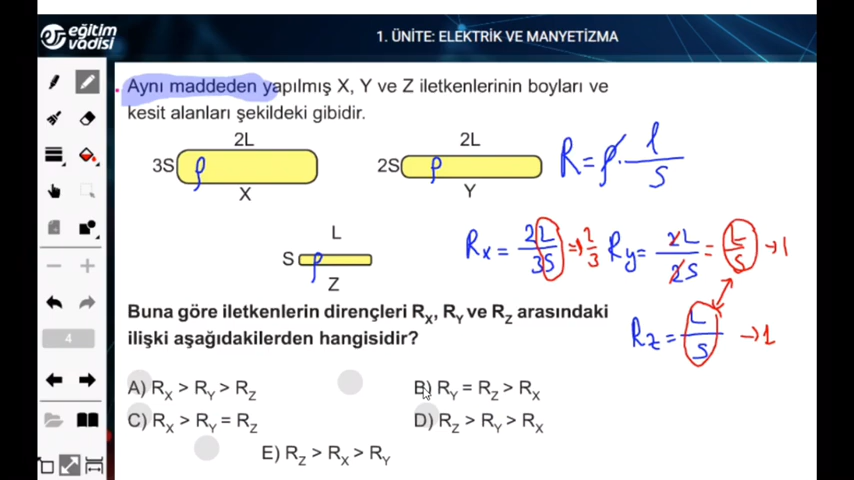 eğitim
vadisi
1. ÜNİTE: ELEKTRİK VE MANYETİZMA
Aynı maddeden yapılmış X, Y ve Z iletkenlerinin boyları ve
kesit alanları şekildeki gibidir.
2L
3S ρ
X
2L
2S ρ
Y
R = ρ · l / S
L
S ρ
Z
Rx = 2L / 3S → 2/3
Ry = 2L / 2S = L / S → 1
Rz = L / S → 1
Buna göre iletkenlerin dirençleri RX, RY ve RZ arasındaki
ilişki aşağıdakilerden hangisidir?
A) RX > RY > RZ
B) RY = RZ > RX
C) RX > RY = RZ
D) RZ > RY > RX
E) RZ > RX > RY
4